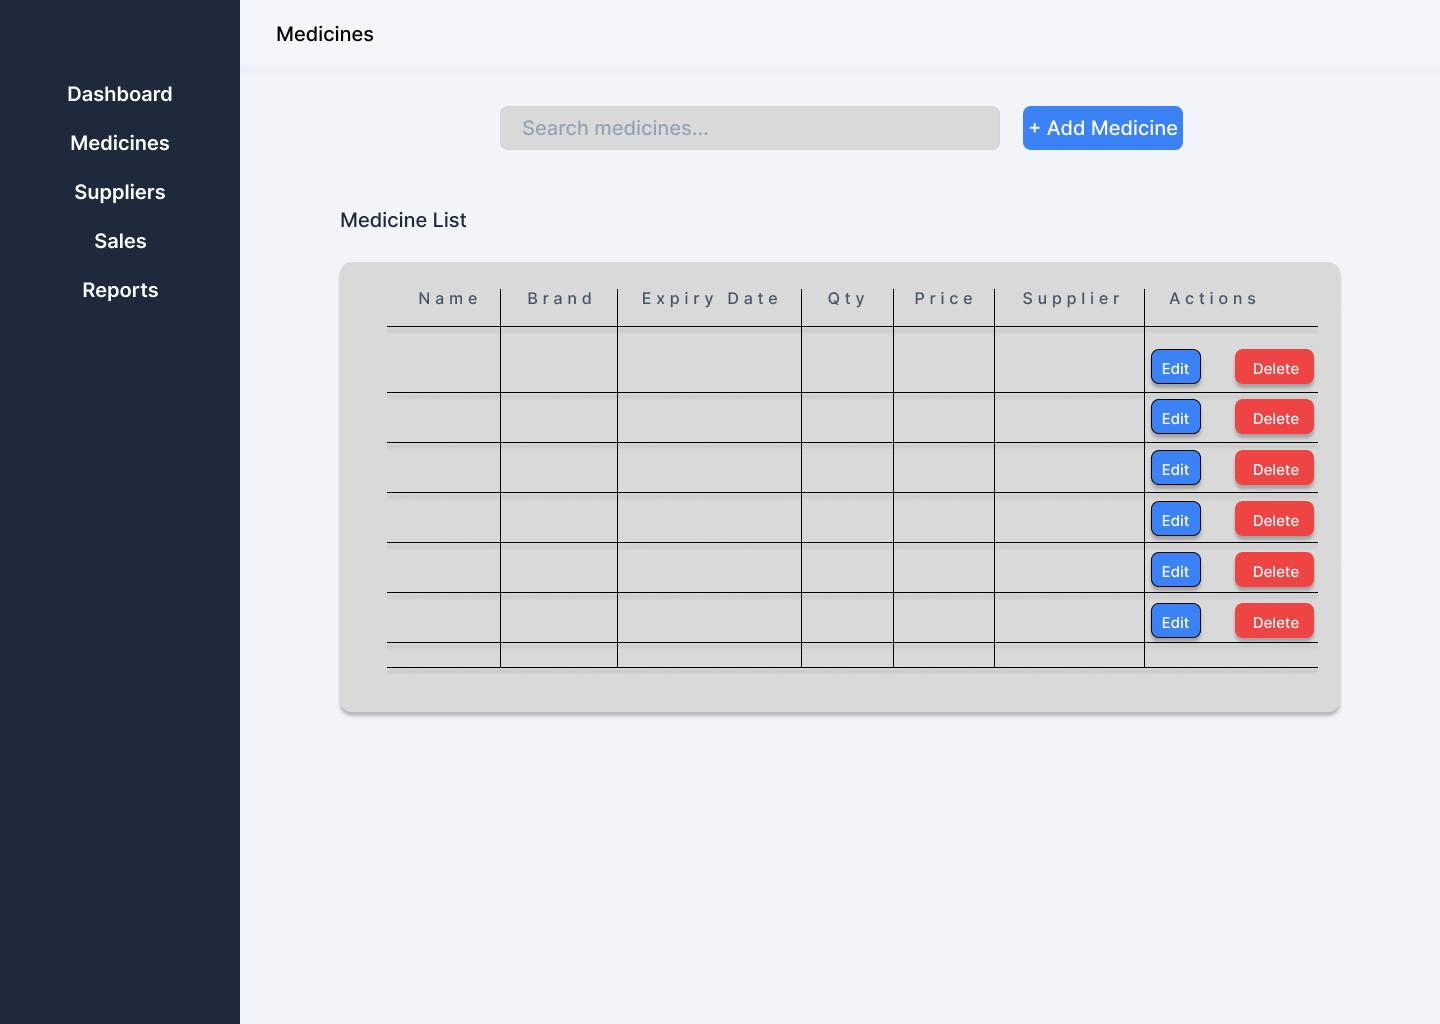 Medicines
Dashboard
Medicines
Suppliers
Sales
Reports
Search medicines...
+ Add Medicine
Medicine List
Name Brand Expiry Date Qty Price Supplier Actions
Edit Delete
Edit Delete
Edit Delete
Edit Delete
Edit Delete
Edit Delete